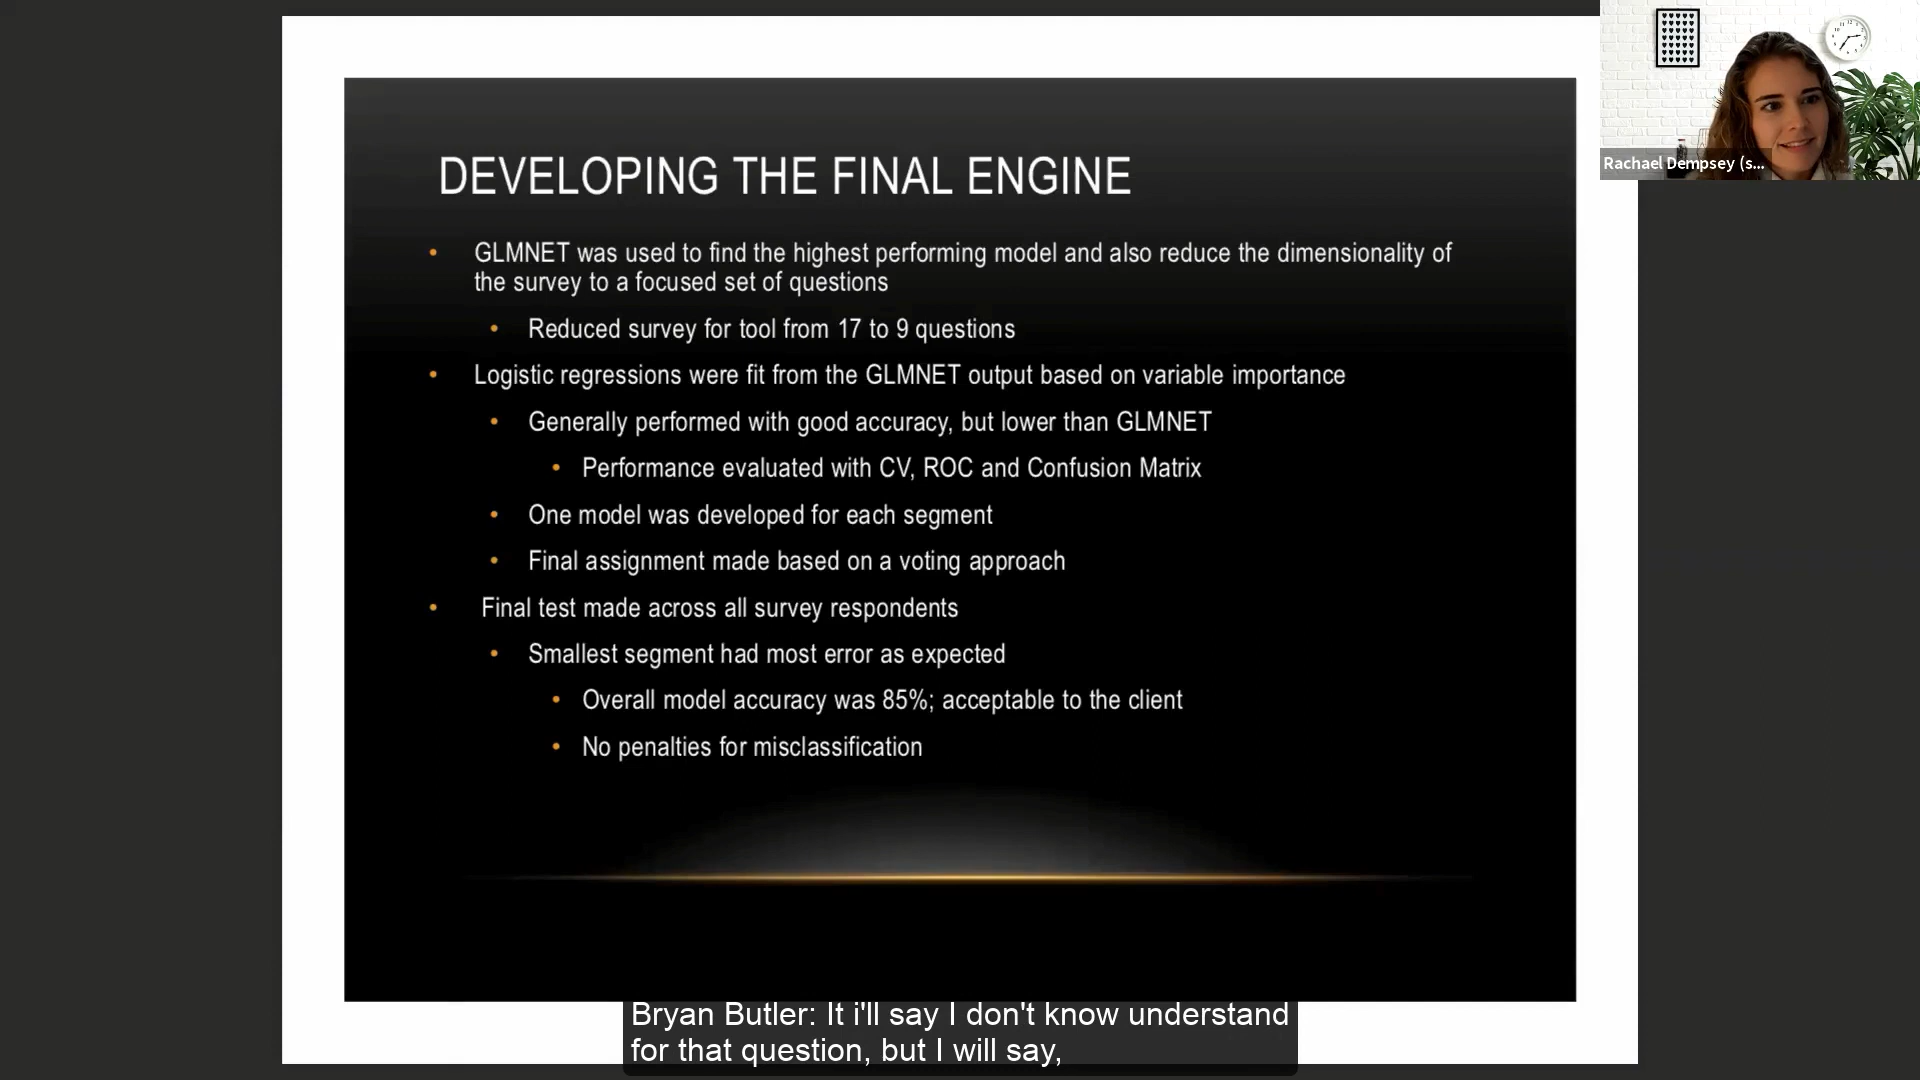 Rachael Dempsey (s...
DEVELOPING THE FINAL ENGINE
• GLMNET was used to find the highest performing model and also reduce the dimensionality of
the survey to a focused set of questions
• Reduced survey for tool from 17 to 9 questions
• Logistic regressions were fit from the GLMNET output based on variable importance
• Generally performed with good accuracy, but lower than GLMNET
• Performance evaluated with CV, ROC and Confusion Matrix
• One model was developed for each segment
• Final assignment made based on a voting approach
• Final test made across all survey respondents
• Smallest segment had most error as expected
• Overall model accuracy was 85%; acceptable to the client
• No penalties for misclassification
Bryan Butler: It i'll say I don't know understand
for that question, but I will say,